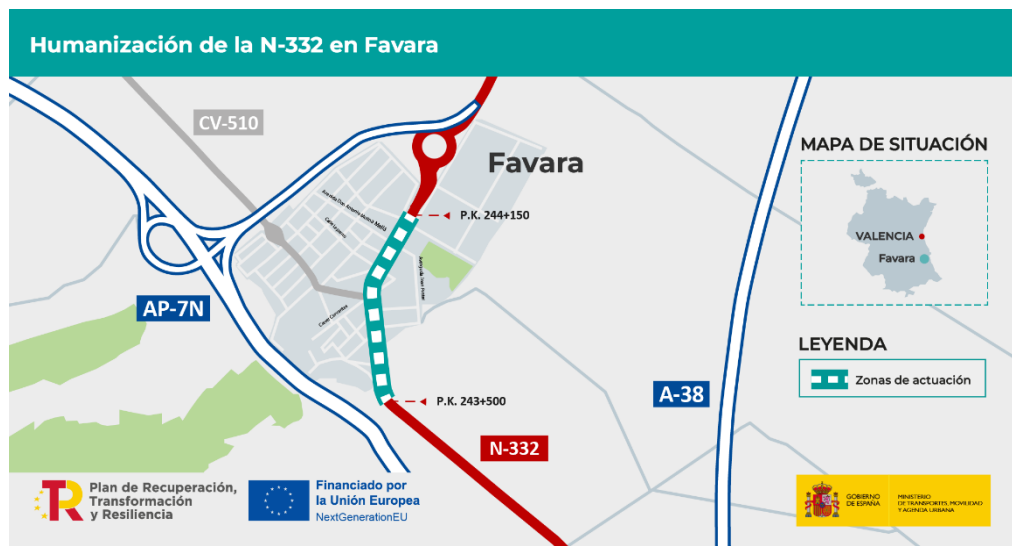 Humanización de la N-332 en Favara
CV-510
Favara
MAPA DE SITUACIÓN
P.K. 244+150
VALENCIA
Favara
AP-7N
LEYENDA
Zonas de actuación
A-38
P.K. 243+500
N-332
Plan de Recuperación,
Transformación
y Resiliencia
Financiado por
la Unión Europea
NextGenerationEU
GOBIERNO
DE ESPAÑA
MINISTERIO
DE TRANSPORTES, MOVILIDAD
Y AGENDA URBANA